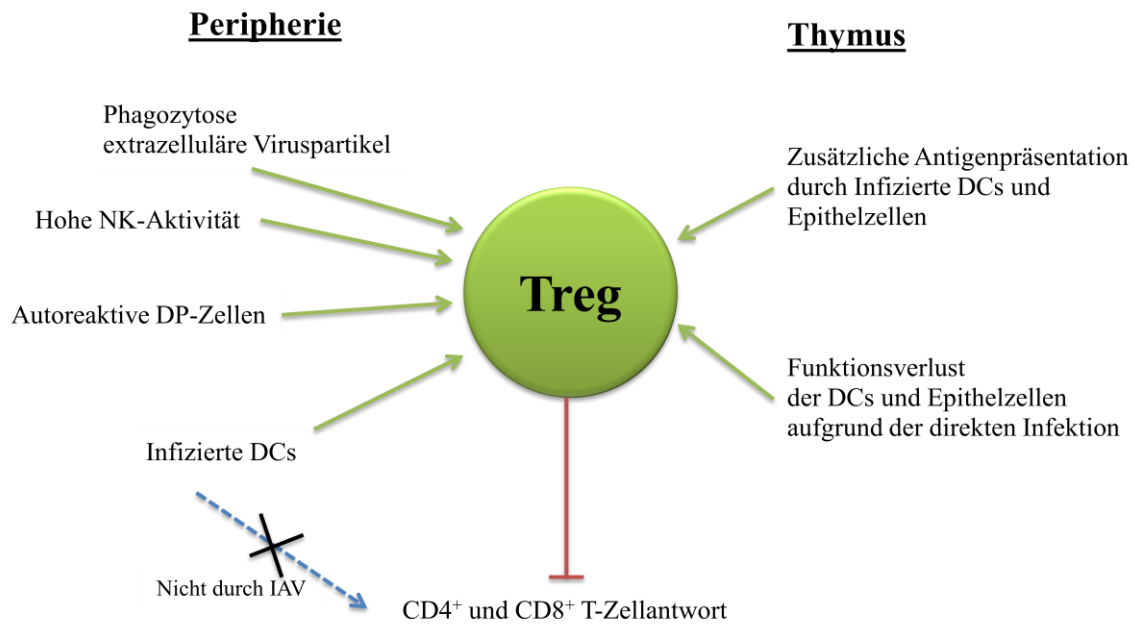 Peripherie
Thymus
Phagozytose
extrazelluläre Viruspartikel
Hohe NK-Aktivität
Autoreaktive DP-Zellen
Infizierte DCs
Nicht durch IAV
Treg
Zusätzliche Antigenpräsentation
durch Infizierte DCs und
Epithelzellen
Funktionsverlust
der DCs und Epithelzellen
aufgrund der direkten Infektion
CD4⁺ und CD8⁺ T-Zellantwort